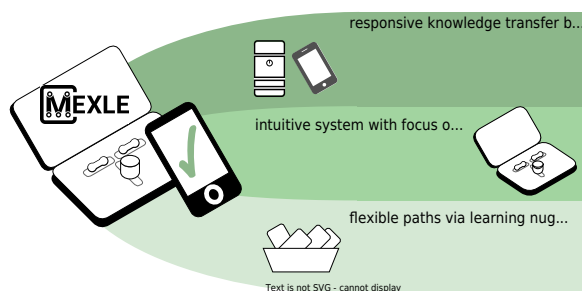 responsive knowledge transfer b...
MEXLE
intuitive system with focus o...
flexible paths via learning nug...
Text is not SVG - cannot display